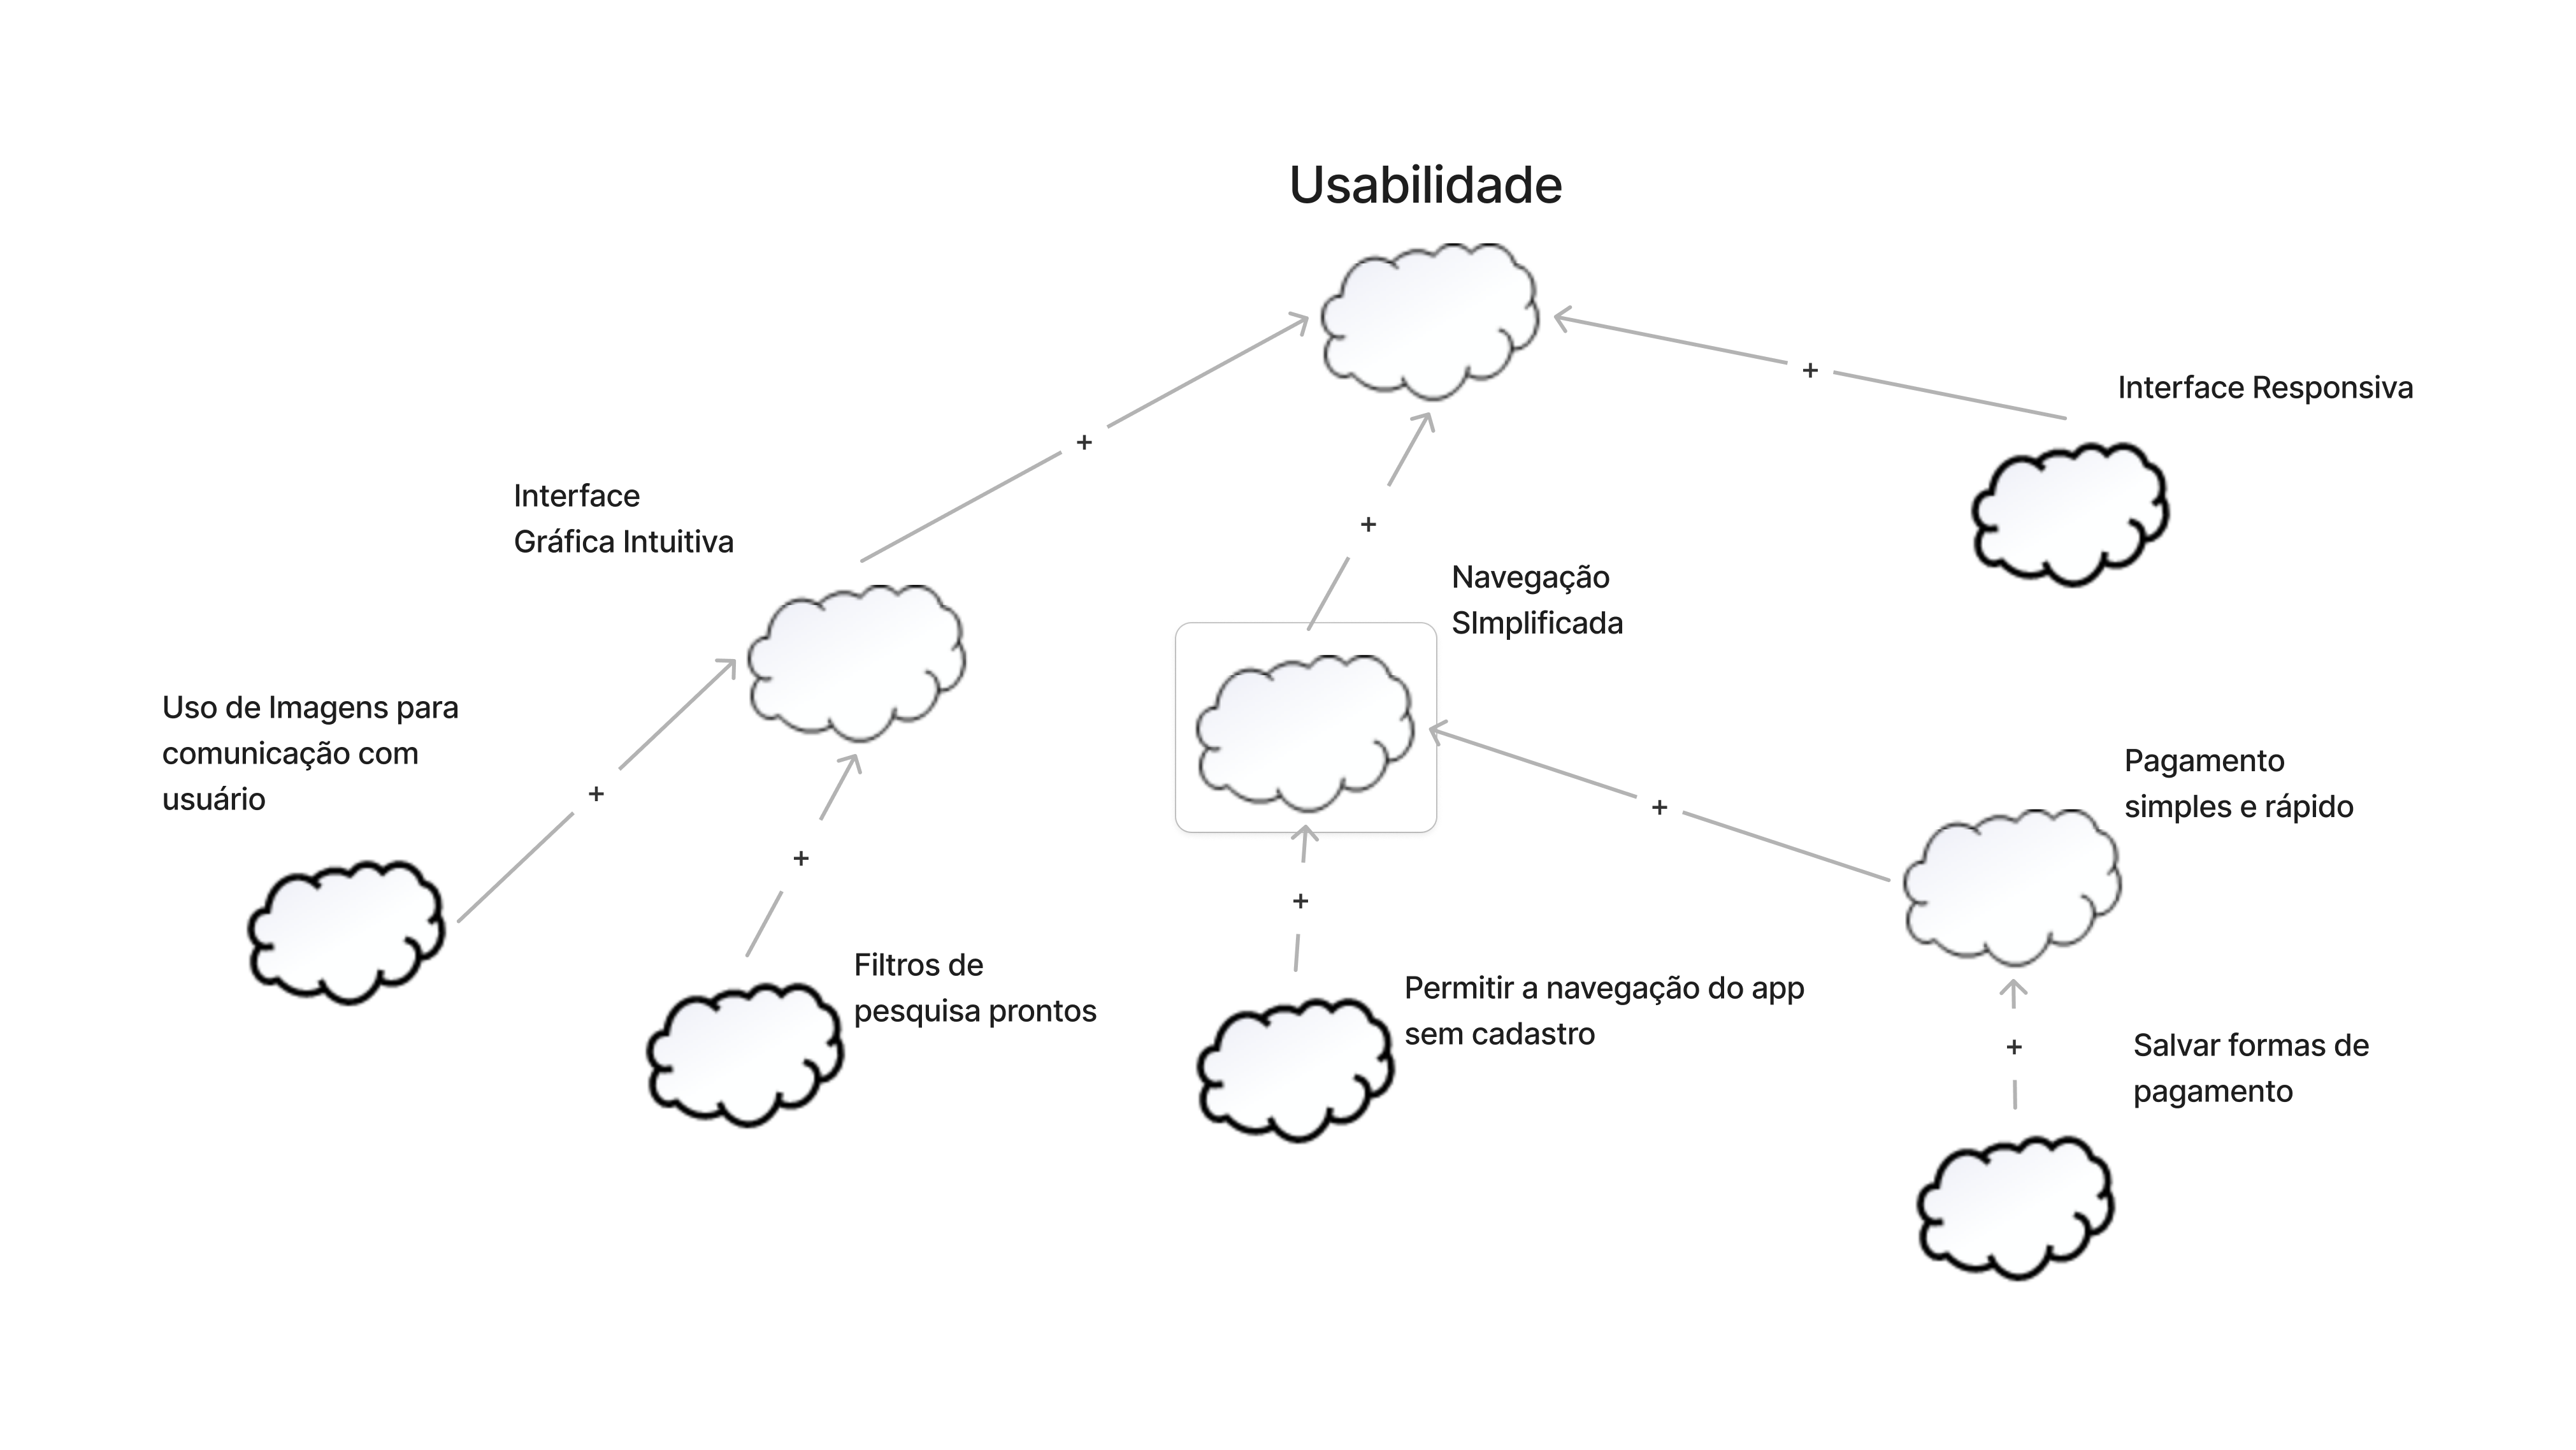 Usabilidade
+
Interface Responsiva
+
Interface
Gráfica Intuitiva
+
Navegação
SImplificada
Uso de Imagens para
comunicação com
usuário
+
Pagamento
simples e rápido
+
+
+
Filtros de
pesquisa prontos
Permitir a navegação do app
sem cadastro
+
Salvar formas de
pagamento